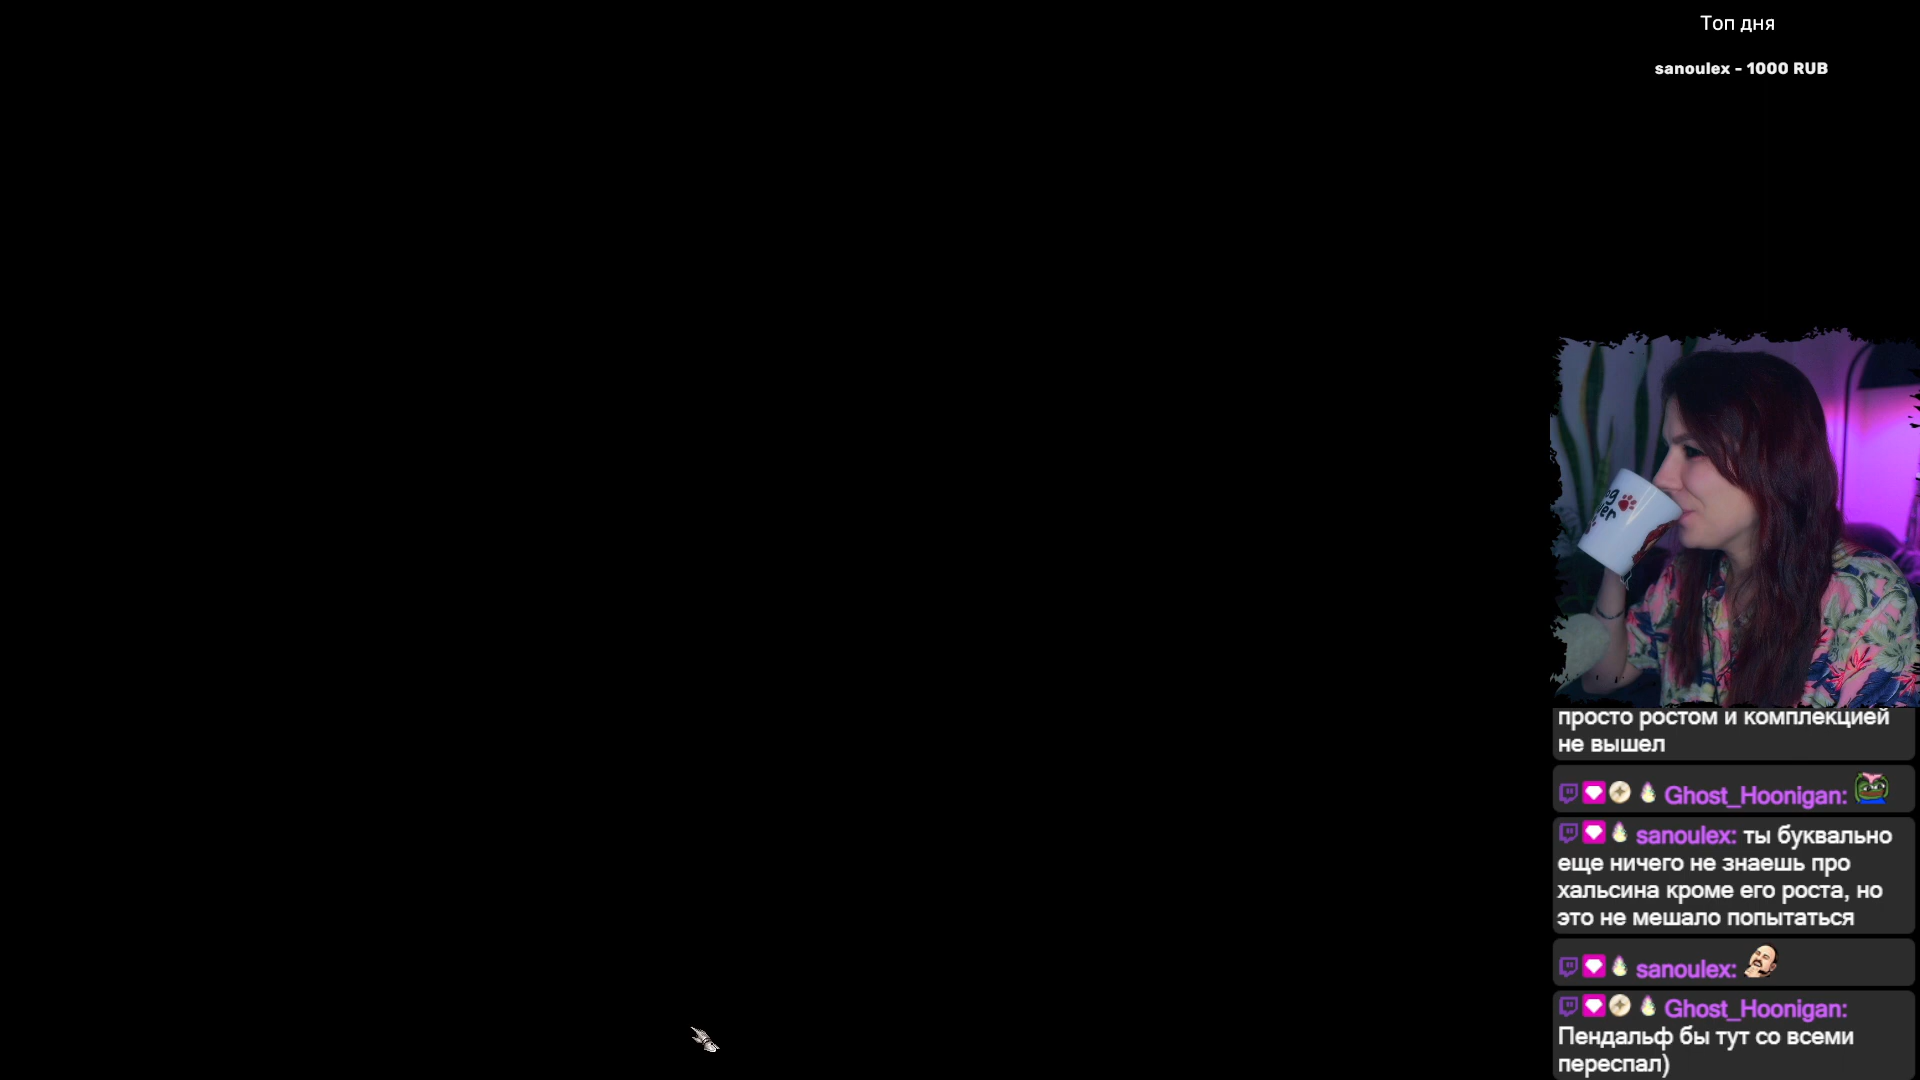 Топ дня
sanoulex - 1000 RUB
просто ростом и комплекцией
не вышел
Ghost_Hoonigan:
sanoulex: ты буквально
еще ничего не знаешь про
хальсина кроме его роста, но
это не мешало попытаться
sanoulex:
Ghost_Hoonigan:
Пендальф бы тут со всеми
переспал)